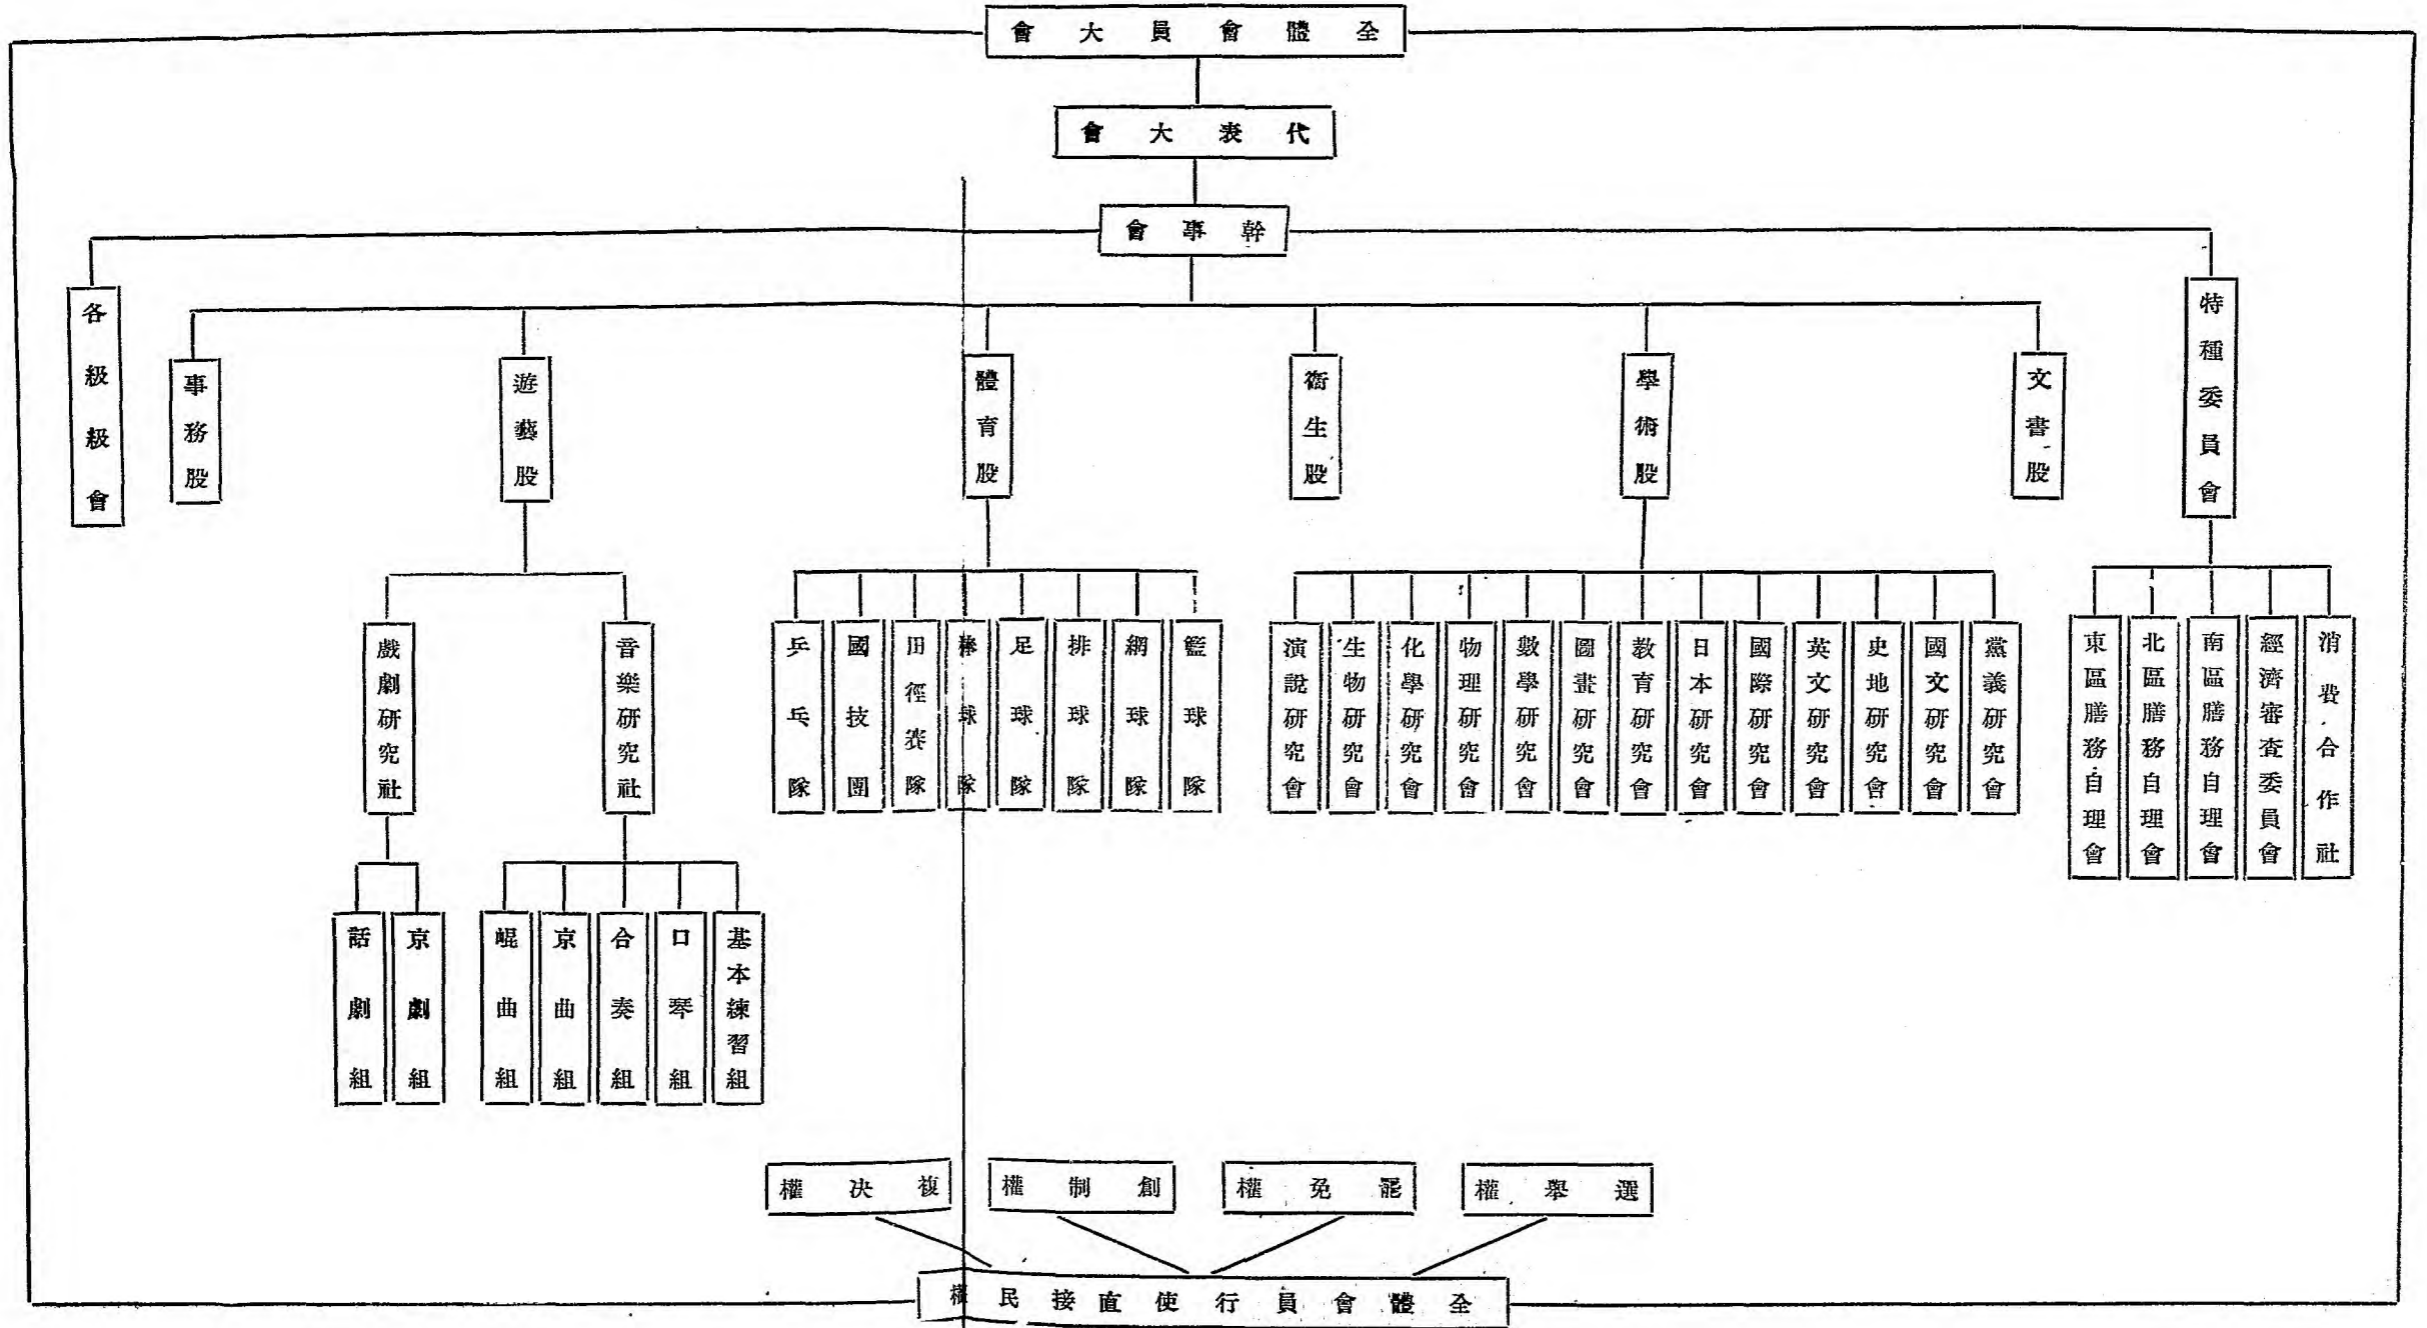 全體會員大會
代表大會
幹事會
特種委員會
文書股
學術股
衞生股
體育股
遊藝股
事務股
各級級會
消費合作社
經濟審查委員會
南區膳務自理會
北區膳務自理會
東區膳務自理會
黨義研究會
國文研究會
史地研究會
英文研究會
國際研究會
日本研究會
教育研究會
圖畫研究會
數學研究會
物理研究會
化學研究會
生物研究會
演說研究會
籃球隊
網球隊
排球隊
足球隊
棒球隊
田徑賽隊
國技團
乒乓隊
音樂研究社
戲劇研究社
基本練習組
口琴組
合奏組
京曲組
崐曲組
京劇組
話劇組
選舉權
罷免權
創制權
複决權
全體會員行使直接民權